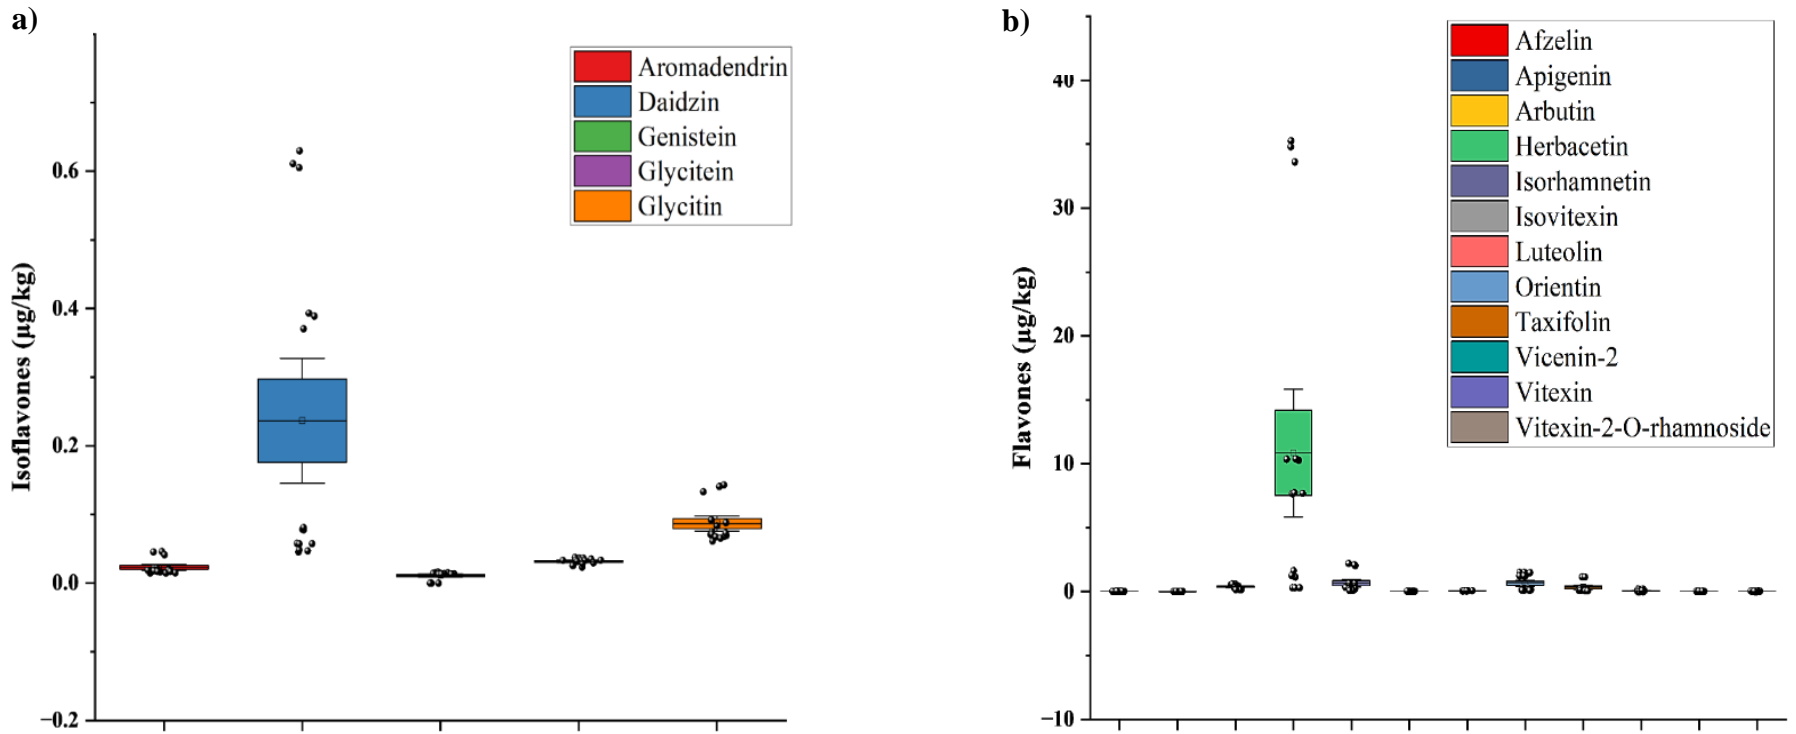 a)
Isoflavones (µg/kg)
0.6
0.4
0.2
0.0
−0.2
Aromadendrin
Daidzin
Genistein
Glycitein
Glycitin
b)
Flavones (µg/kg)
40
30
20
10
0
−10
Afzelin
Apigenin
Arbutin
Herbacetin
Isorhamnetin
Isovitexin
Luteolin
Orientin
Taxifolin
Vicenin-2
Vitexin
Vitexin-2-O-rhamnoside